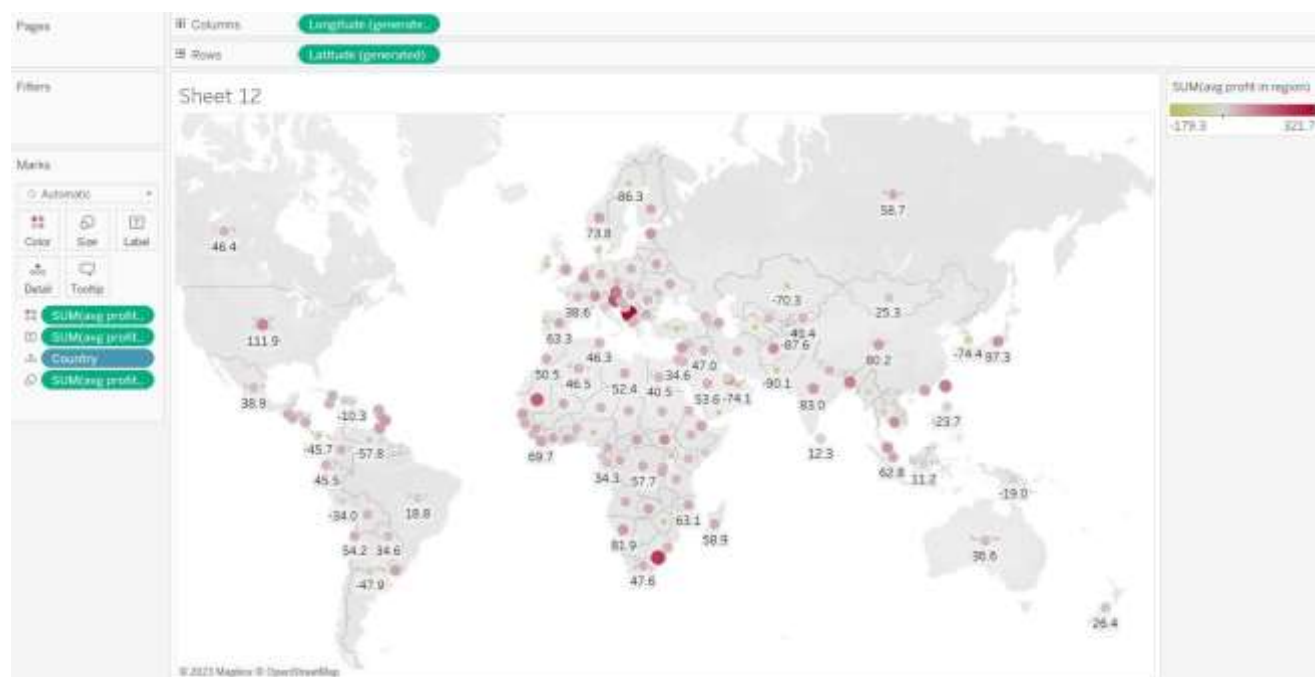 Pages
Columns
Longitude (generate..
Rows
Latitude (generated)
Filters
Sheet 12
SUM(avg profit in region)
-179.3 321.7
Marks
Automatic
Color Size Label
Detail Tooltip
SUM(avg profit..
SUM(avg profit..
Country
SUM(avg profit..
-86.3
58.7
73.8
46.4
-70.3
25.3
38.6
111.9
63.3
-87.6
-74.4 97.3
46.3
47.0
80.2
50.5
46.5
-52.4
40.5
34.6
53.6
-74.1
-90.1
83.0
38.9
-10.3
-23.7
-45.7
-57.8
69.7
12.3
45.5
34.3
57.7
62.8
11.2
-19.0
-34.0
18.8
63.1
54.2 34.6
81.9
58.9
-47.9
47.6
26.4
© 2023 Mapbox © OpenStreetMap